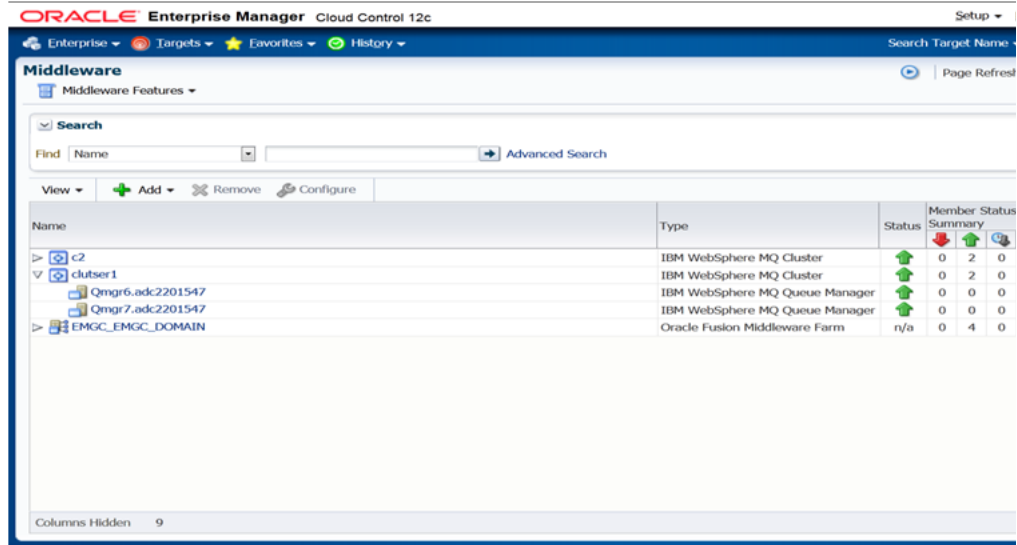 ORACLE Enterprise Manager Cloud Control 12c Setup
Enterprise Targets Favorites History Search Target Name
Middleware Page Refresh
Middleware Features
Search
Find Name Advanced Search
View Add Remove Configure
Name Type Status Member Status Summary
c2 IBM WebSphere MQ Cluster 0 2 0
clutser1 IBM WebSphere MQ Cluster 0 2 0
Qmgr6.adc2201547 IBM WebSphere MQ Queue Manager 0 0 0
Qmgr7.adc2201547 IBM WebSphere MQ Queue Manager 0 0 0
EMGC_EMGC_DOMAIN Oracle Fusion Middleware Farm n/a 0 4 0
Columns Hidden 9